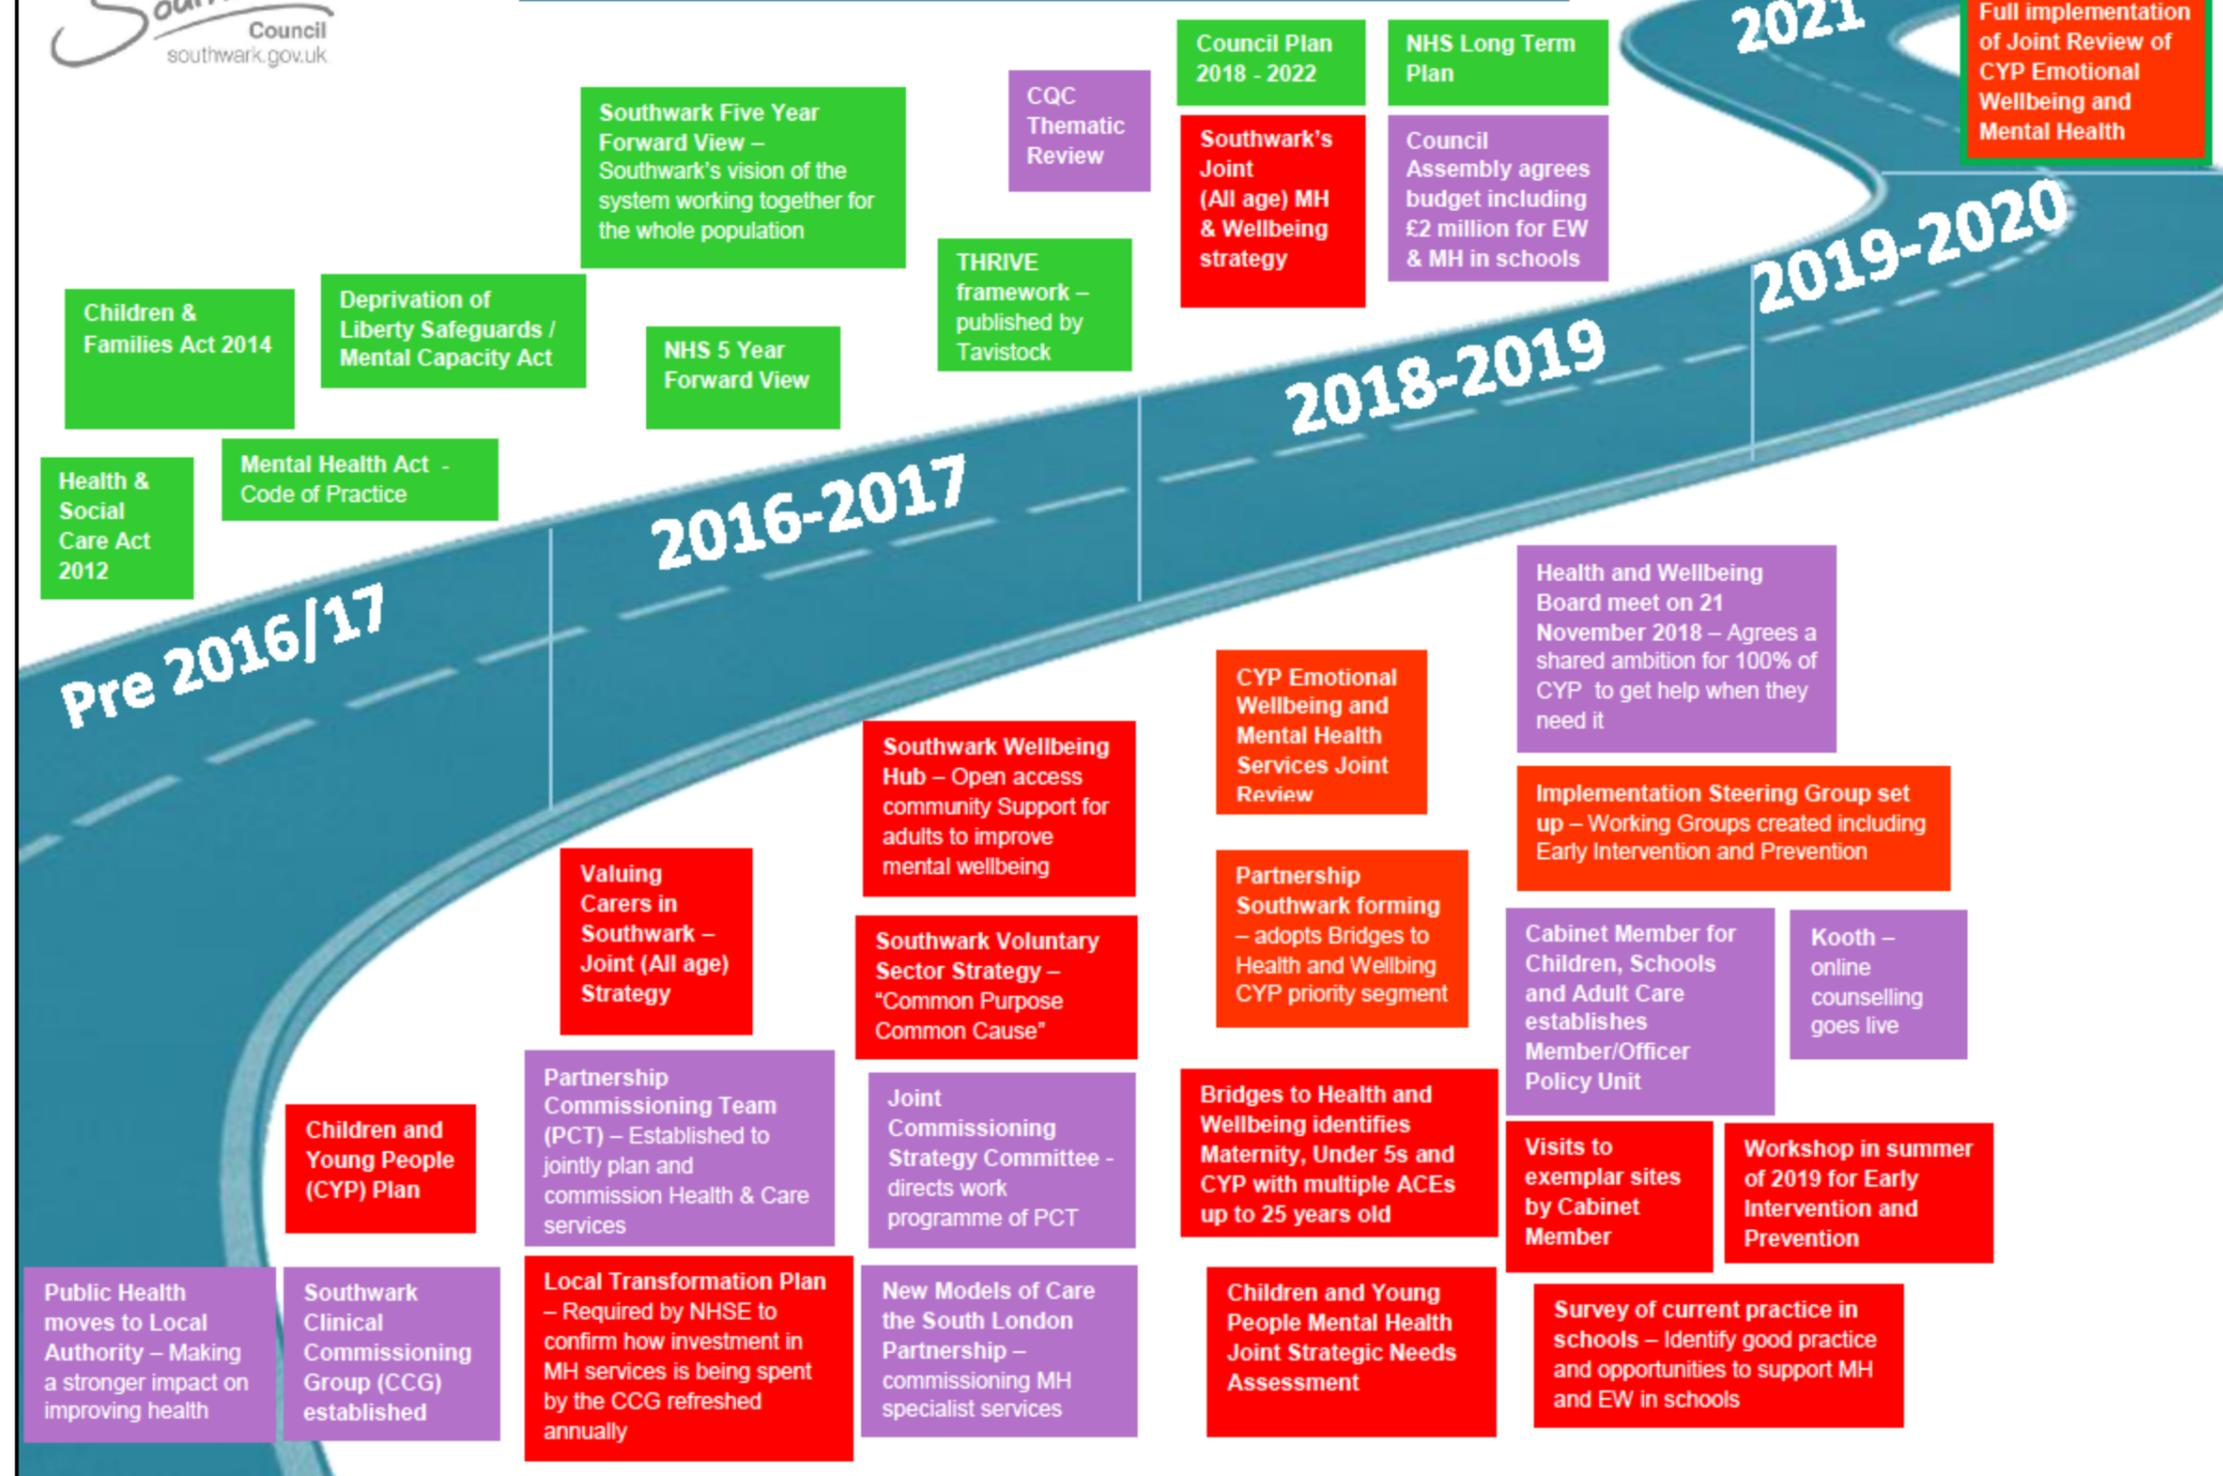 Council
southwark.gov.uk
2021
Full implementation
of Joint Review of
CYP Emotional
Wellbeing and
Mental Health
Council Plan
2018 - 2022
NHS Long Term
Plan
CQC
Thematic
Review
Southwark Five Year
Forward View –
Southwark's vision of the
system working together for
the whole population
Southwark's
Joint
(All age) MH
& Wellbeing
strategy
Council
Assembly agrees
budget including
£2 million for EW
& MH in schools
THRIVE
framework –
published by
Tavistock
Children &
Families Act 2014
Deprivation of
Liberty Safeguards /
Mental Capacity Act
NHS 5 Year
Forward View
Health &
Social
Care Act
2012
Mental Health Act -
Code of Practice
Pre 2016/17
2016-2017
2018-2019
2019-2020
Health and Wellbeing
Board meet on 21
November 2018 – Agrees a
shared ambition for 100% of
CYP to get help when they
need it
CYP Emotional
Wellbeing and
Mental Health
Services Joint
Review
Southwark Wellbeing
Hub – Open access
community Support for
adults to improve
mental wellbeing
Implementation Steering Group set
up – Working Groups created including
Early Intervention and Prevention
Valuing
Carers in
Southwark –
Joint (All age)
Strategy
Partnership
Southwark forming
– adopts Bridges to
Health and Wellbing
CYP priority segment
Southwark Voluntary
Sector Strategy –
"Common Purpose
Common Cause"
Cabinet Member for
Children, Schools
and Adult Care
establishes
Member/Officer
Policy Unit
Kooth –
online
counselling
goes live
Partnership
Commissioning Team
(PCT) – Established to
jointly plan and
commission Health & Care
services
Joint
Commissioning
Strategy Committee -
directs work
programme of PCT
Bridges to Health and
Wellbeing identifies
Maternity, Under 5s and
CYP with multiple ACEs
up to 25 years old
Children and
Young People
(CYP) Plan
Visits to
exemplar sites
by Cabinet
Member
Workshop in summer
of 2019 for Early
Intervention and
Prevention
Public Health
moves to Local
Authority – Making
a stronger impact on
improving health
Southwark
Clinical
Commissioning
Group (CCG)
established
Local Transformation Plan
– Required by NHSE to
confirm how investment in
MH services is being spent
by the CCG refreshed
annually
New Models of Care
the South London
Partnership –
commissioning MH
specialist services
Children and Young
People Mental Health
Joint Strategic Needs
Assessment
Survey of current practice in
schools – Identify good practice
and opportunities to support MH
and EW in schools